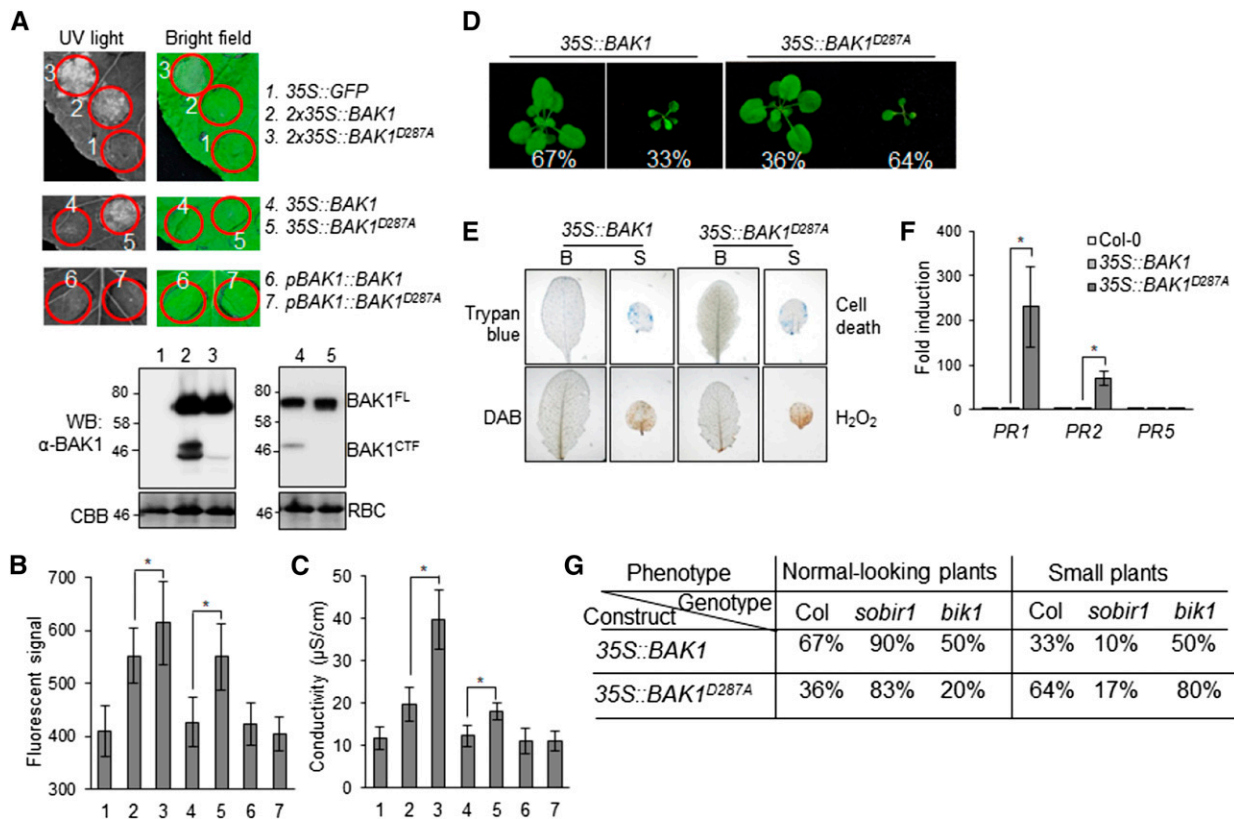 A
UV light Bright field
3 3
2 2
1 1
1. 35S::GFP
2. 2x35S::BAK1
3. 2x35S::BAK1D287A
4 5 4 5
4. 35S::BAK1
5. 35S::BAK1D287A
6 7 6 7
6. pBAK1::BAK1
7. pBAK1::BAK1D287A
1 2 3 4 5
WB:
α-BAK1
80
58
46
80
58
46
BAK1FL
BAK1CTF
CBB 46 46 RBC
B
Fluorescent signal
700
600
500
400
300
* *
1 2 3 4 5 6 7
C
Conductivity (µS/cm)
50
40
30
20
10
0
* *
1 2 3 4 5 6 7
D
35S::BAK1 35S::BAK1D287A
67% 33% 36% 64%
E
35S::BAK1 35S::BAK1D287A
B S B S
Trypan
blue
Cell
death
DAB H2O2
F
Fold induction
400
300
200
100
0
* *
Col-0
35S::BAK1
35S::BAK1D287A
PR1 PR2 PR5
G
Phenotype Normal-looking plants Small plants
Construct Genotype Col sobir1 bik1 Col sobir1 bik1
35S::BAK1 67% 90% 50% 33% 10% 50%
35S::BAK1D287A 36% 83% 20% 64% 17% 80%